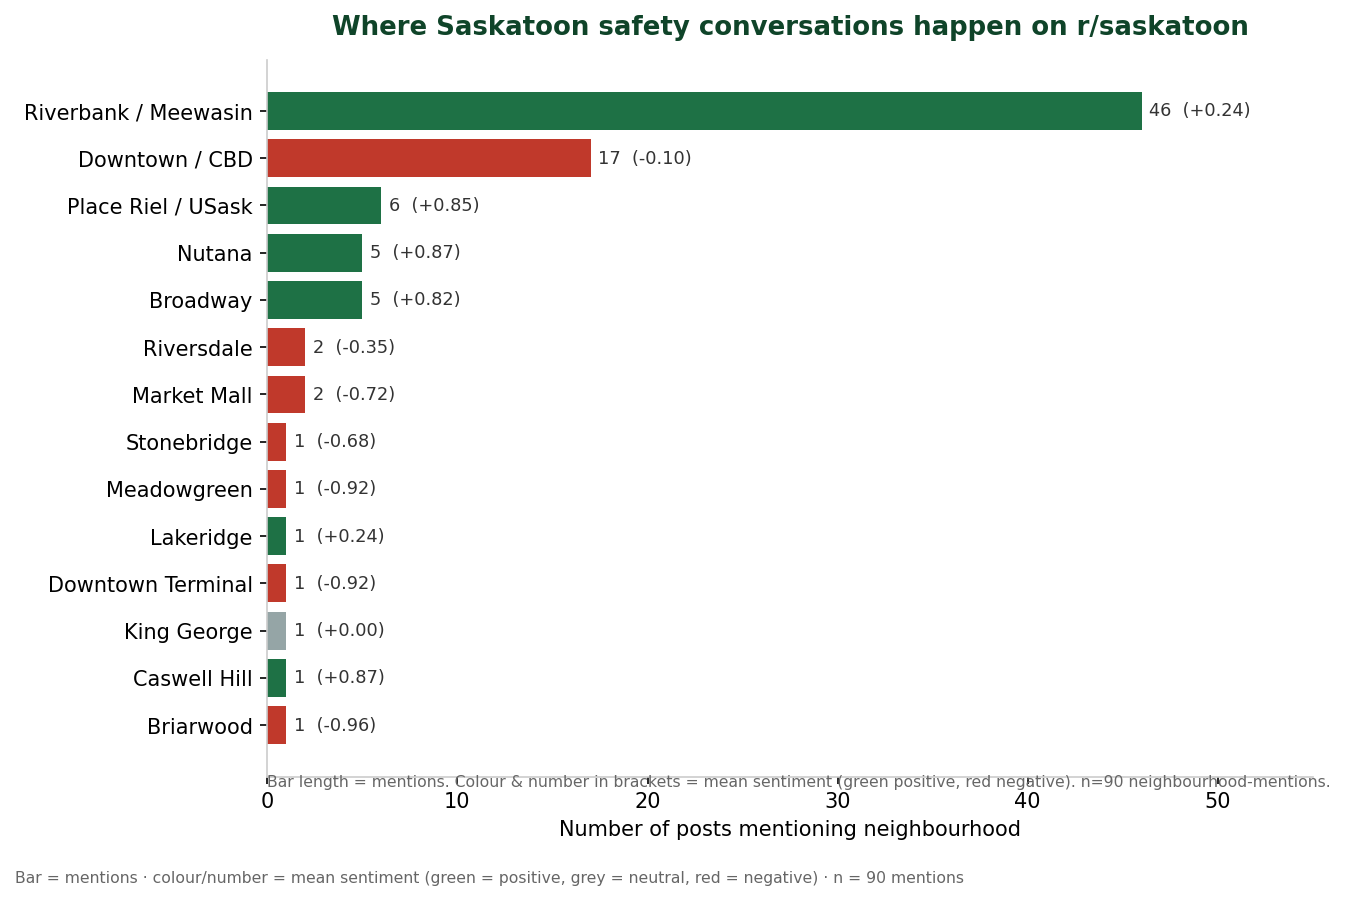 Where Saskatoon safety conversations happen on r/saskatoon
Riverbank / Meewasin 46 (+0.24)
Downtown / CBD 17 (-0.10)
Place Riel / USask 6 (+0.85)
Nutana 5 (+0.87)
Broadway 5 (+0.82)
Riversdale 2 (-0.35)
Market Mall 2 (-0.72)
Stonebridge 1 (-0.68)
Meadowgreen 1 (-0.92)
Lakeridge 1 (+0.24)
Downtown Terminal 1 (-0.92)
King George 1 (+0.00)
Caswell Hill 1 (+0.87)
Briarwood 1 (-0.96)
Bar length = mentions. Colour & number in brackets = mean sentiment (green positive, red negative). n=90 neighbourhood-mentions.
0 10 20 30 40 50
Number of posts mentioning neighbourhood
Bar = mentions · colour/number = mean sentiment (green = positive, grey = neutral, red = negative) · n = 90 mentions